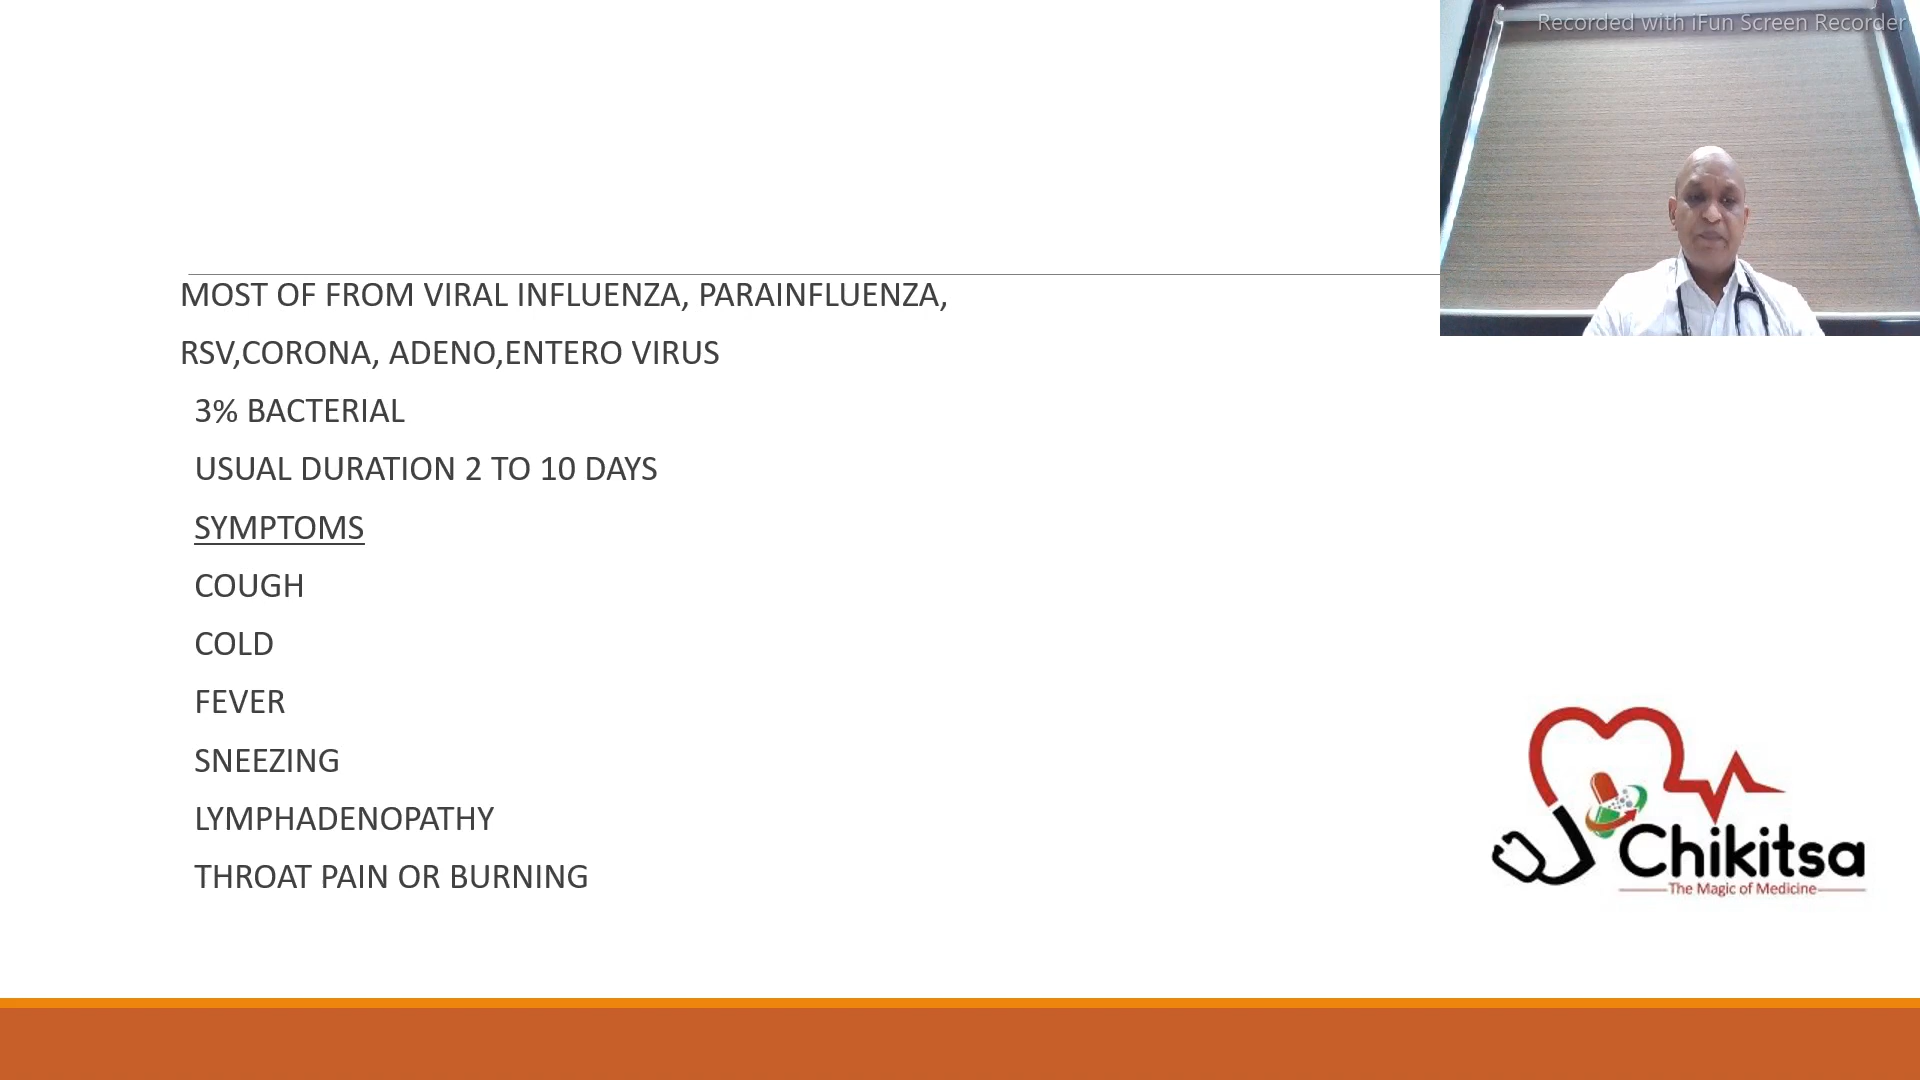 Recorded with iFun Screen Recorder
MOST OF FROM VIRAL INFLUENZA, PARAINFLUENZA,
RSV,CORONA, ADENO,ENTERO VIRUS
3% BACTERIAL
USUAL DURATION 2 TO 10 DAYS
SYMPTOMS
COUGH
COLD
FEVER
SNEEZING
LYMPHADENOPATHY
THROAT PAIN OR BURNING
Chikitsa
The Magic of Medicine